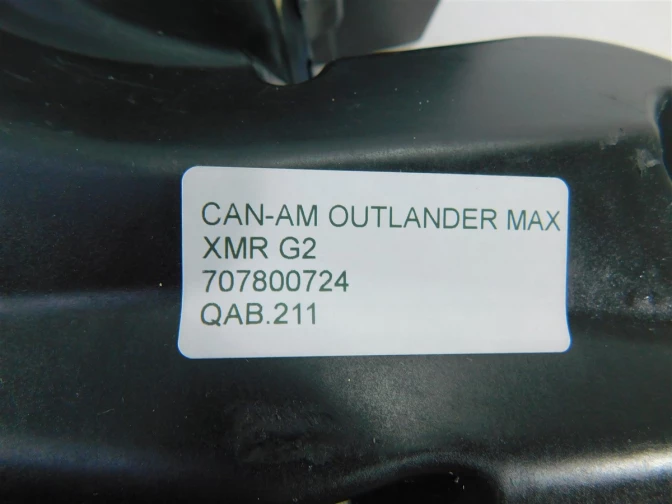 CAN-AM OUTLANDER MAX
XMR G2
707800724
QAB.211